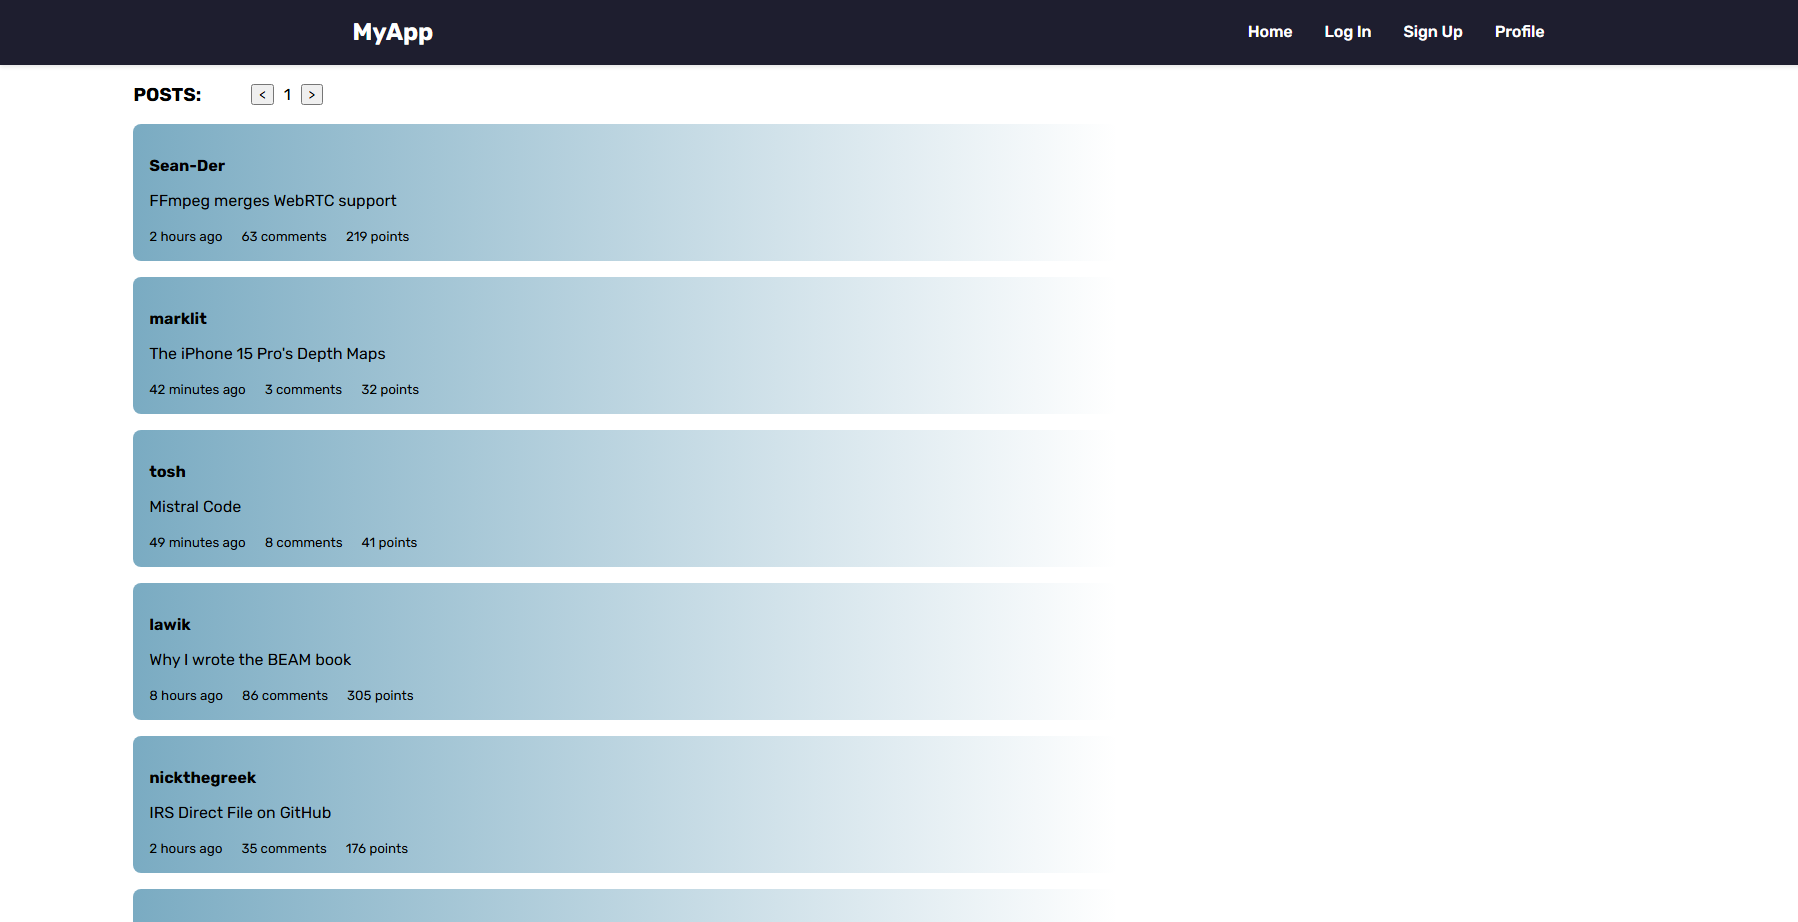 MyApp Home Log In Sign Up Profile
POSTS: < 1 >
Sean-Der
FFmpeg merges WebRTC support
2 hours ago 63 comments 219 points
marklit
The iPhone 15 Pro's Depth Maps
42 minutes ago 3 comments 32 points
tosh
Mistral Code
49 minutes ago 8 comments 41 points
lawik
Why I wrote the BEAM book
8 hours ago 86 comments 305 points
nickthegreek
IRS Direct File on GitHub
2 hours ago 35 comments 176 points